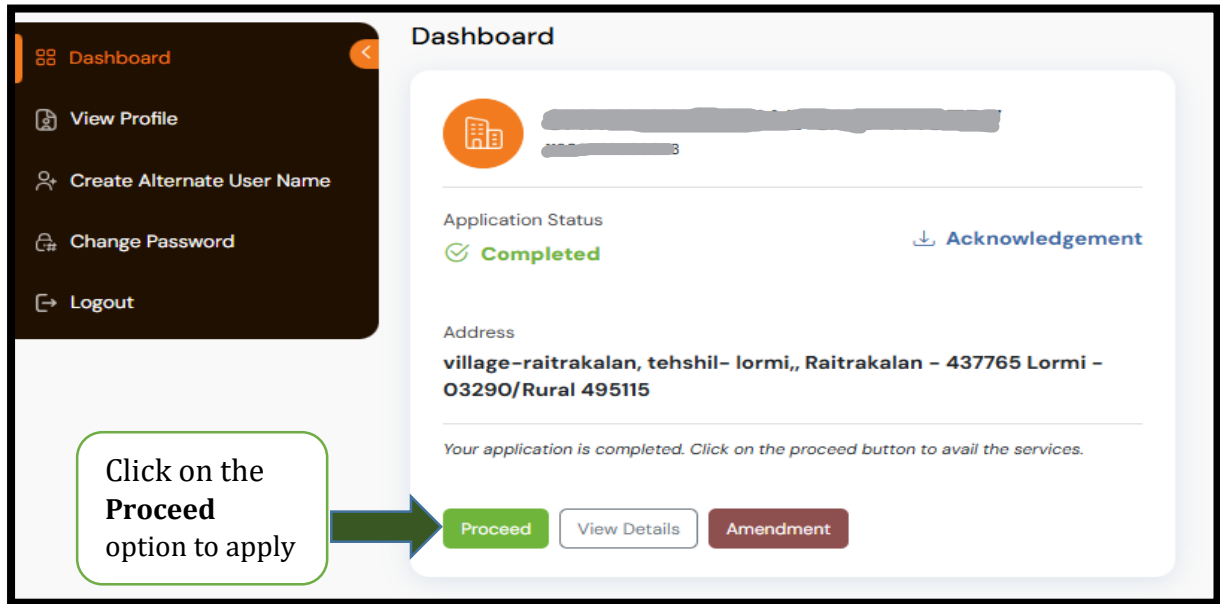 Dashboard
Dashboard
View Profile
Create Alternate User Name
Change Password
Logout
Application Status
Completed
Acknowledgement
Address
village-raitrakalan, tehshil- lormi,, Raitrakalan - 437765 Lormi -
03290/Rural 495115
Your application is completed. Click on the proceed button to avail the services.
Click on the
Proceed
option to apply
Proceed
View Details
Amendment